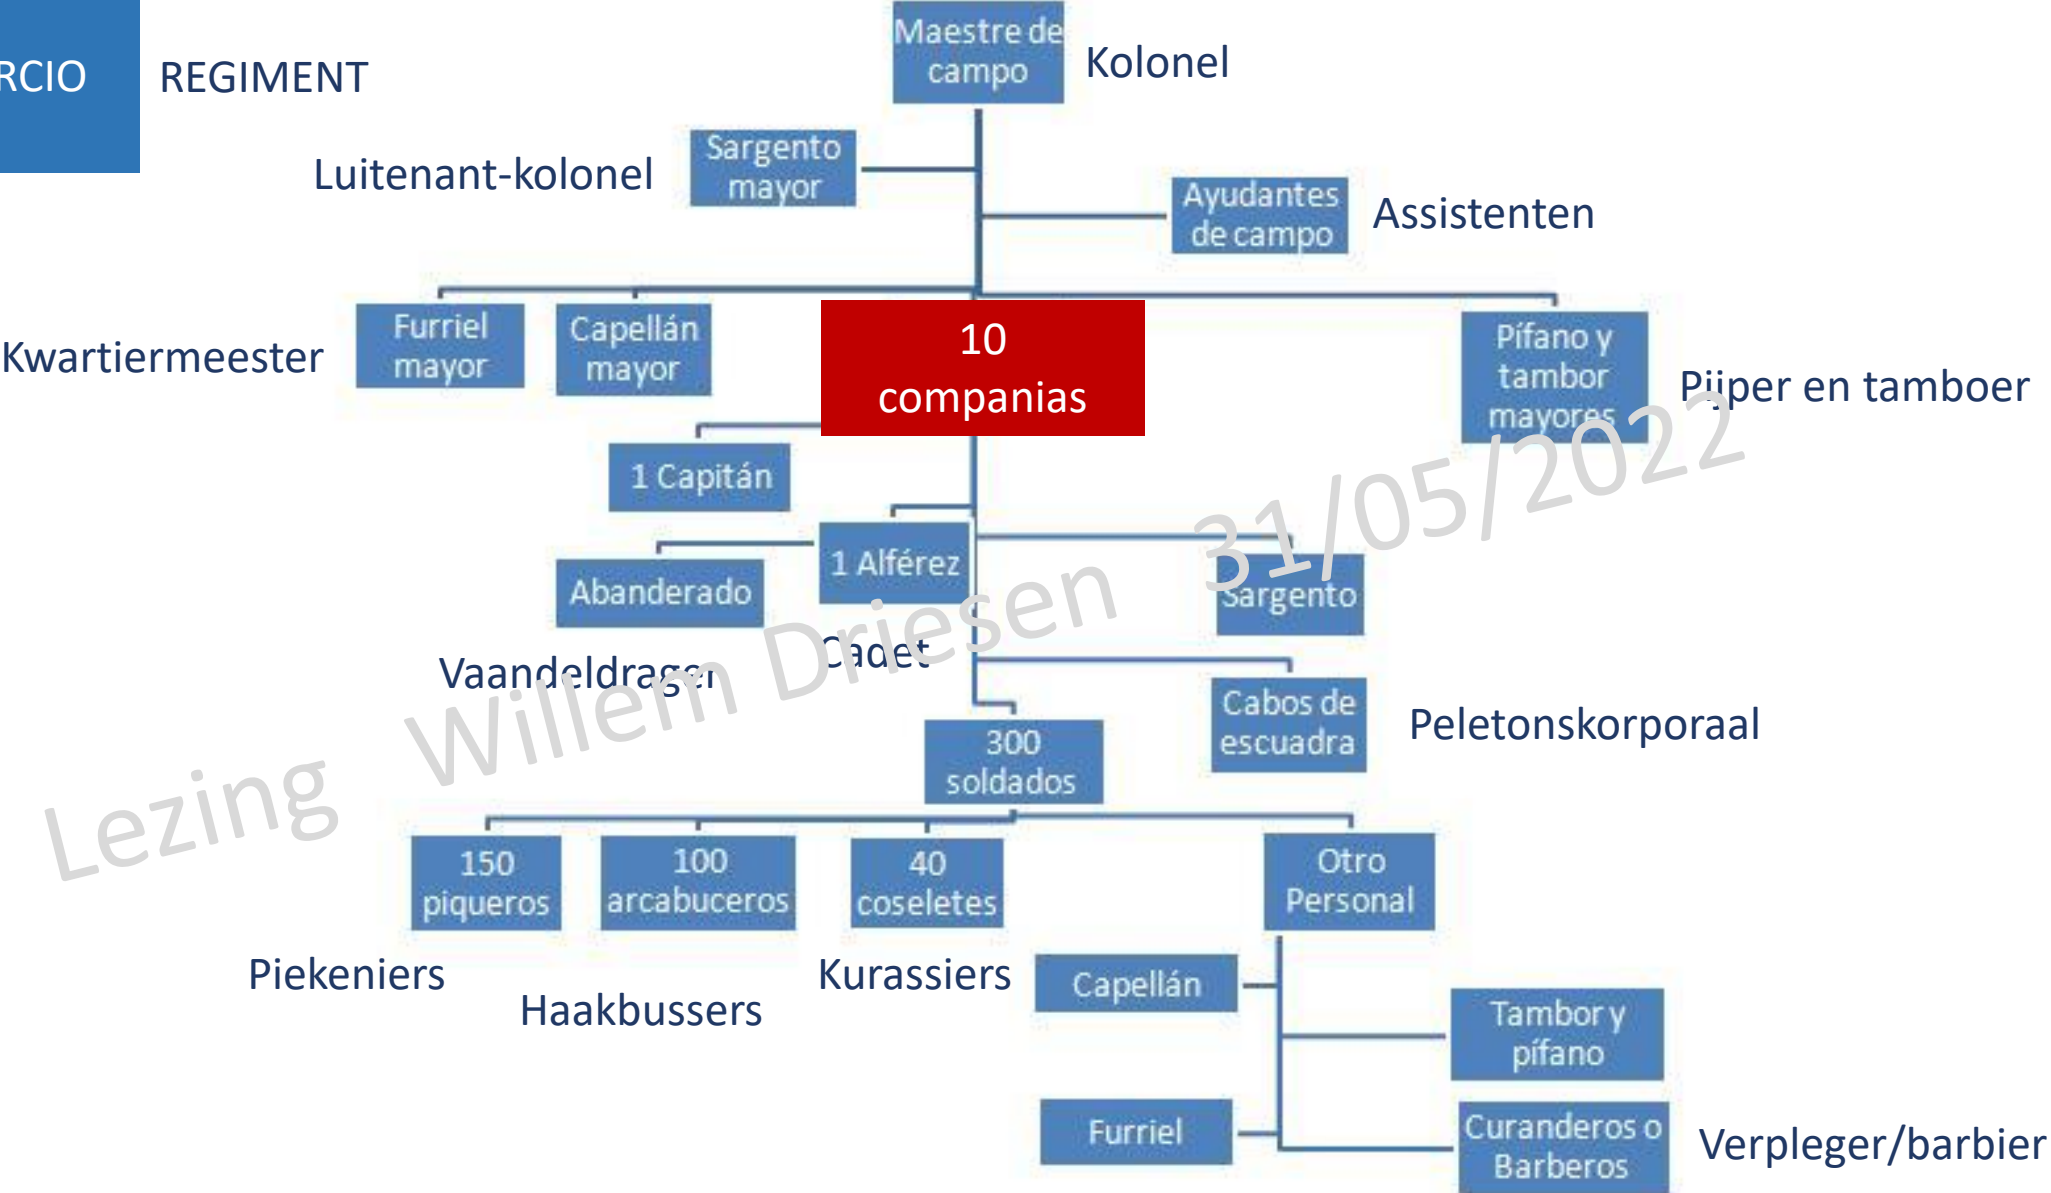 RCIO
REGIMENT
Maestre de
campo
Kolonel
Luitenant-kolonel
Sargento
mayor
Ayudantes
de campo
Assistenten
Kwartiermeester
Furriel
mayor
Capellán
mayor
10
companias
Pífano y
tambor
mayores
Pijper en tamboer
1 Capitán
Abanderado
1 Alférez
Sargento
Vaandeldrager
Cadet
Cabos de
escuadra
Peletonskorporaal
300
soldados
Lezing Willem Driesen 31/05/2022
150
piqueros
100
arcabuceros
40
coseletes
Otro
Personal
Piekeniers
Haakbussers
Kurassiers
Capellán
Tambor y
pífano
Furriel
Curanderos o
Barberos
Verpleger/barbier